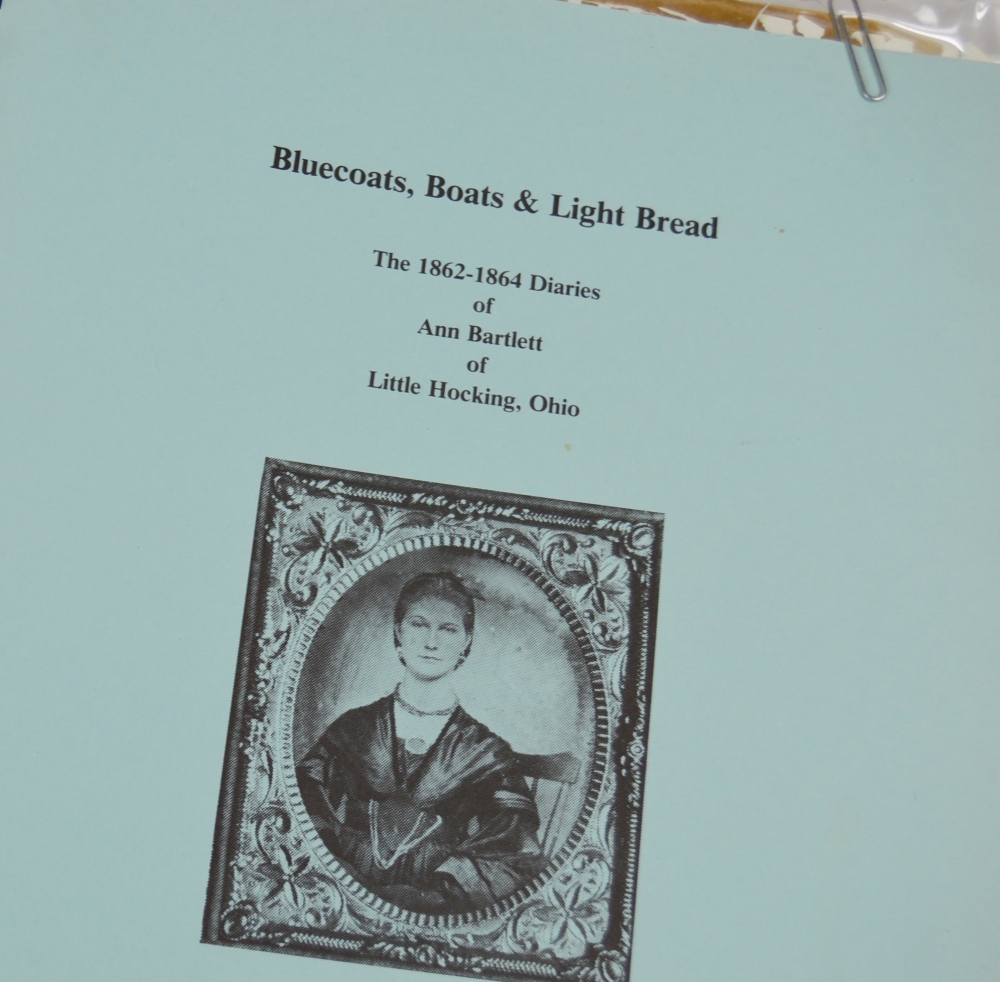 Bluecoats, Boats & Light Bread
The 1862-1864 Diaries
of
Ann Bartlett
of
Little Hocking, Ohio